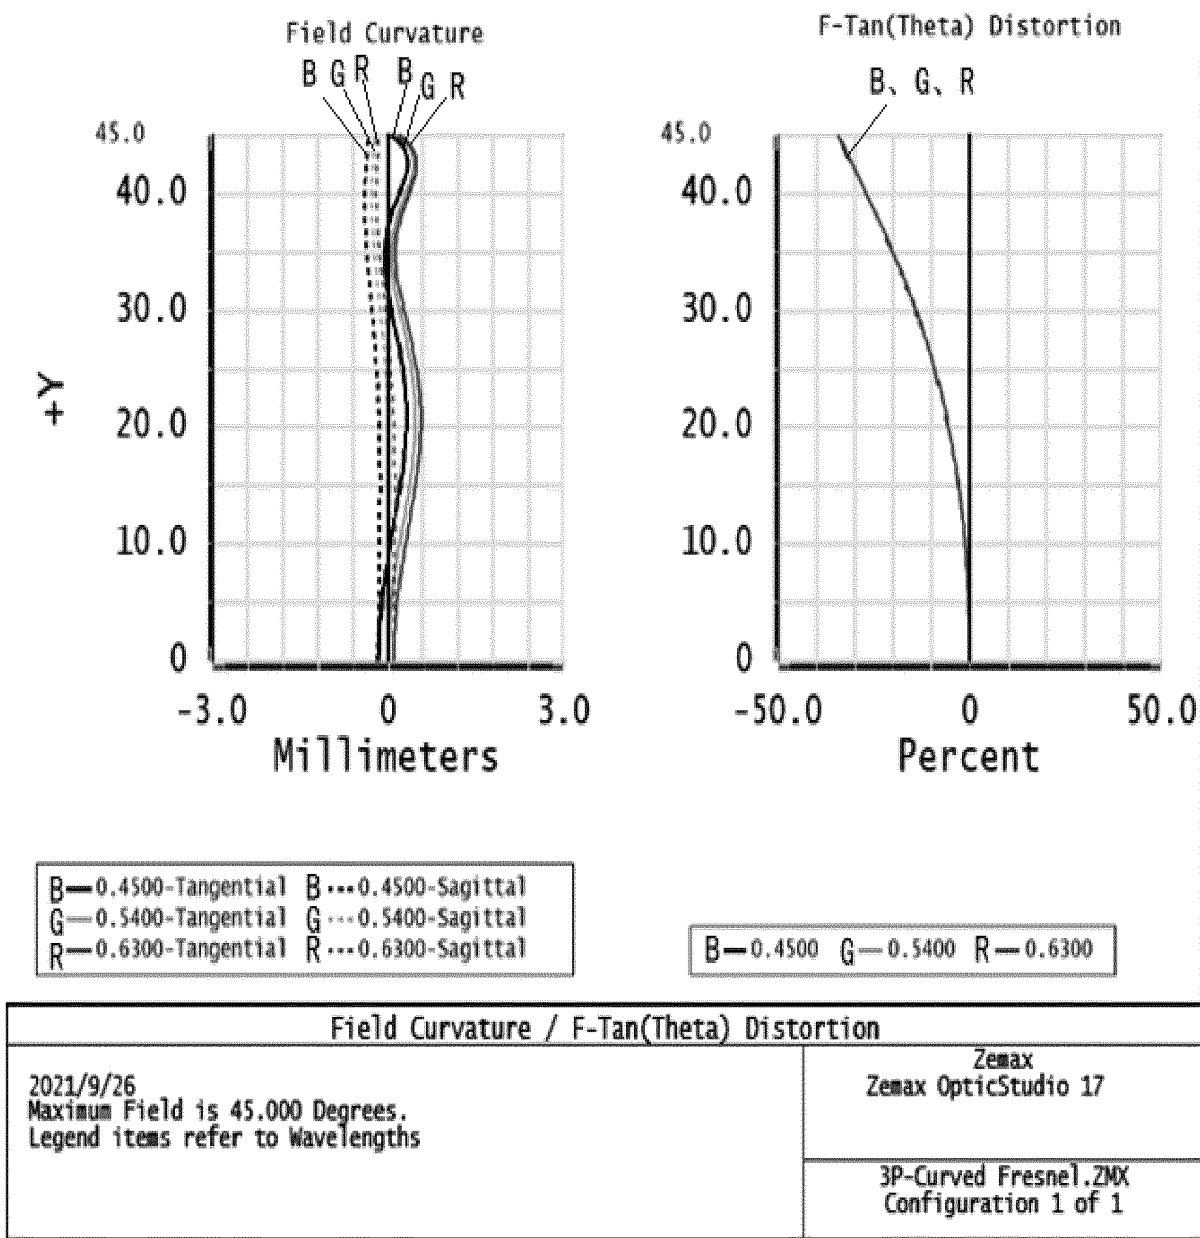 Field Curvature
F-Tan(Theta) Distortion
B G R B G R
B、G、R
45.0
40.0
30.0
20.0
10.0
0
+Y
-3.0 0 3.0
Millimeters
45.0
40.0
30.0
20.0
10.0
0
-50.0 0 50.0
Percent
B—0.4500-Tangential B···0.4500-Sagittal
G—0.5400-Tangential G···0.5400-Sagittal
R—0.6300-Tangential R···0.6300-Sagittal
B—0.4500 G—0.5400 R—0.6300
Field Curvature / F-Tan(Theta) Distortion
2021/9/26
Maximum Field is 45.000 Degrees.
Legend items refer to Wavelengths
Zemax
Zemax OpticStudio 17
3P-Curved Fresnel.ZMX
Configuration 1 of 1